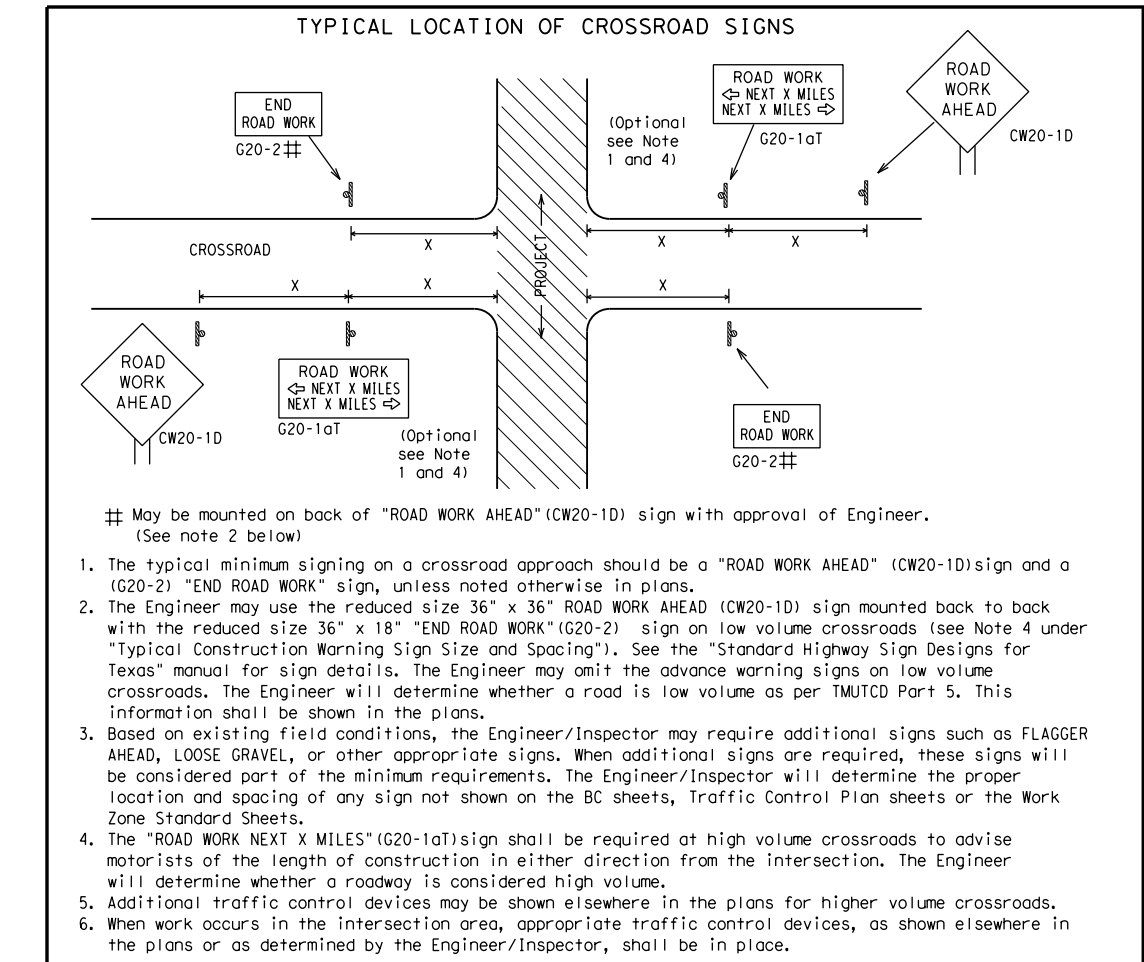 TYPICAL LOCATION OF CROSSROAD SIGNS
END
ROAD WORK
G20-2#
(Optional
see Note
1 and 4)
ROAD WORK
⇦ NEXT X MILES
NEXT X MILES ⇨
G20-1aT
ROAD
WORK
AHEAD
CW20-1D
CROSSROAD
X
X
X
PROJECT
X
X
X
ROAD
WORK
AHEAD
CW20-1D
ROAD WORK
⇦ NEXT X MILES
NEXT X MILES ⇨
G20-1aT
(Optional
see Note
1 and 4)
END
ROAD WORK
G20-2#
# May be mounted on back of "ROAD WORK AHEAD"(CW20-1D) sign with approval of Engineer.
(See note 2 below)
1. The typical minimum signing on a crossroad approach should be a "ROAD WORK AHEAD" (CW20-1D)sign and a
(G20-2) "END ROAD WORK" sign, unless noted otherwise in plans.
2. The Engineer may use the reduced size 36" x 36" ROAD WORK AHEAD (CW20-1D) sign mounted back to back
with the reduced size 36" x 18" "END ROAD WORK"(G20-2) sign on low volume crossroads (see Note 4 under
"Typical Construction Warning Sign Size and Spacing"). See the "Standard Highway Sign Designs for
Texas" manual for sign details. The Engineer may omit the advance warning signs on low volume
crossroads. The Engineer will determine whether a road is low volume as per TMUTCD Part 5. This
information shall be shown in the plans.
3. Based on existing field conditions, the Engineer/Inspector may require additional signs such as FLAGGER
AHEAD, LOOSE GRAVEL, or other appropriate signs. When additional signs are required, these signs will
be considered part of the minimum requirements. The Engineer/Inspector will determine the proper
location and spacing of any sign not shown on the BC sheets, Traffic Control Plan sheets or the Work
Zone Standard Sheets.
4. The "ROAD WORK NEXT X MILES"(G20-1aT)sign shall be required at high volume crossroads to advise
motorists of the length of construction in either direction from the intersection. The Engineer
will determine whether a roadway is considered high volume.
5. Additional traffic control devices may be shown elsewhere in the plans for higher volume crossroads.
6. When work occurs in the intersection area, appropriate traffic control devices, as shown elsewhere in
the plans or as determined by the Engineer/Inspector, shall be in place.